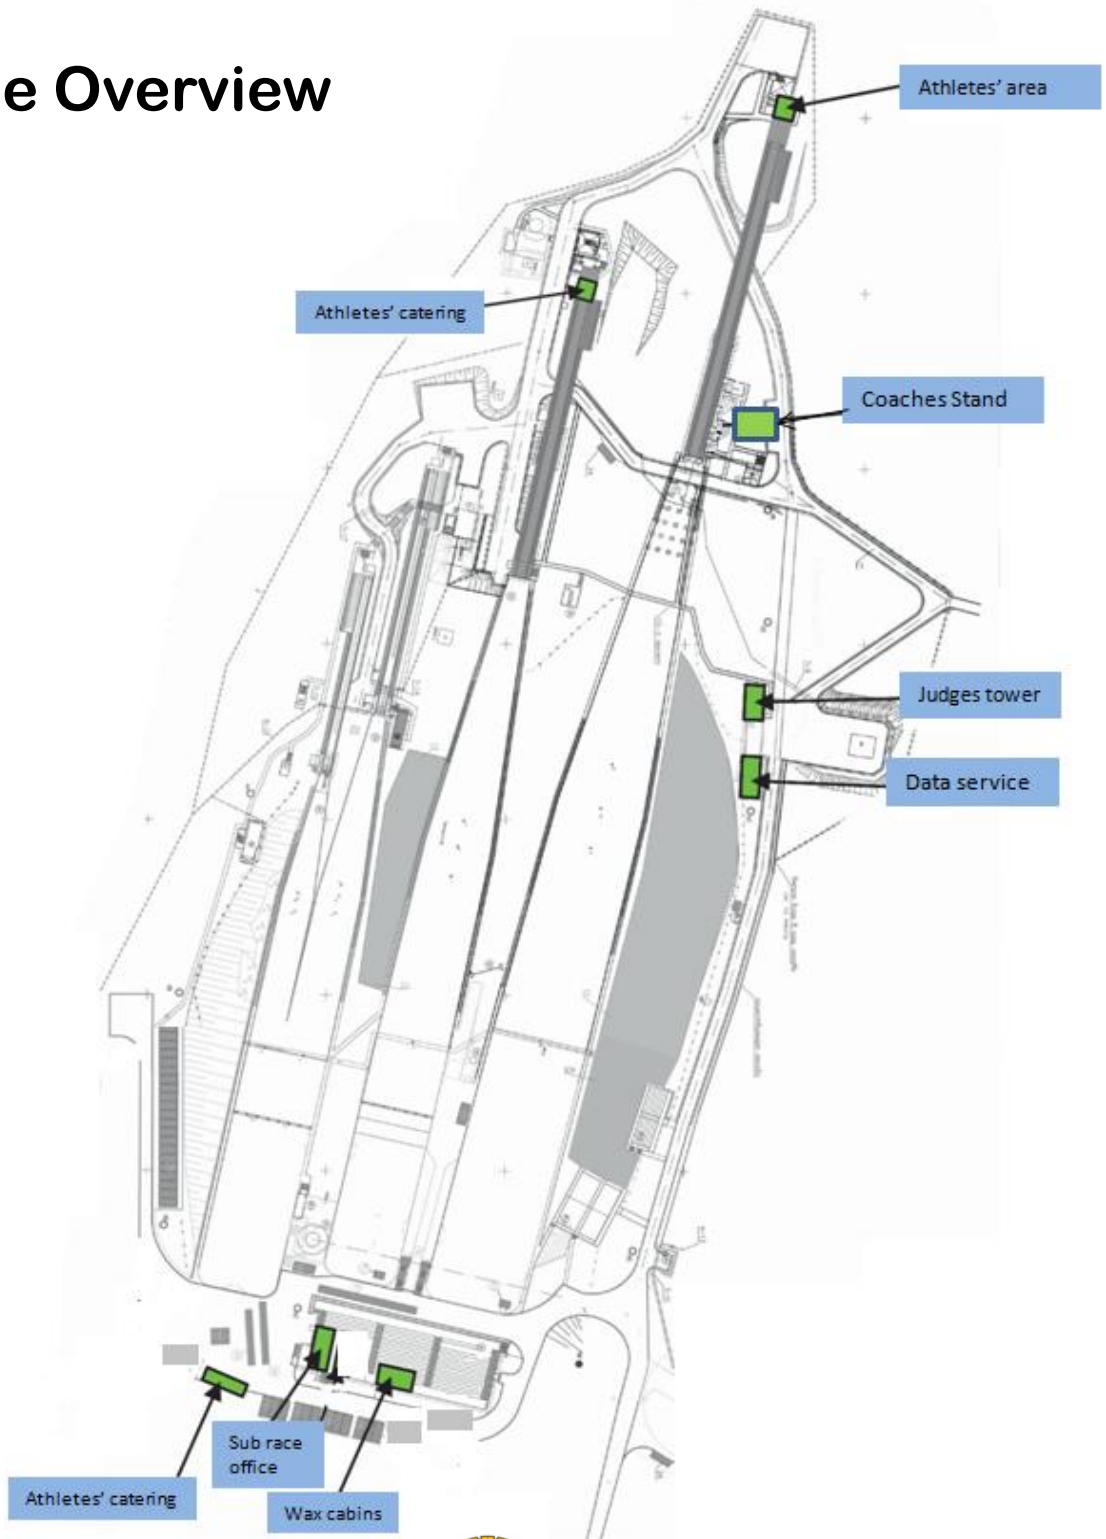 e Overview
Athletes' area
Athletes' catering
Coaches Stand
Judges tower
Data service
Sub race
office
Athletes' catering
Wax cabins